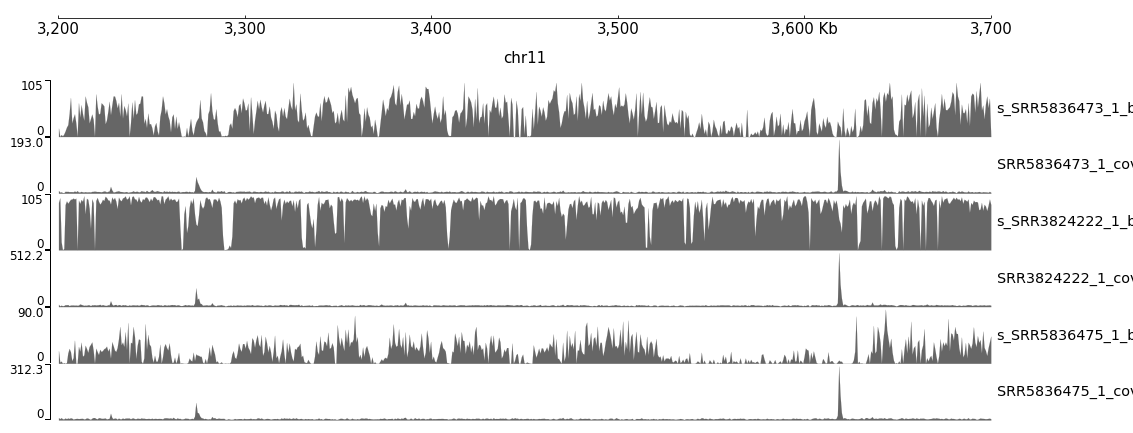 3,200 3,300 3,400 3,500 3,600 Kb 3,700
chr11
105
s_SRR5836473_1_b
0
193.0
SRR5836473_1_cov
0
105
s_SRR3824222_1_b
0
512.2
SRR3824222_1_cov
0
90.0
s_SRR5836475_1_b
0
312.3
SRR5836475_1_cov
0